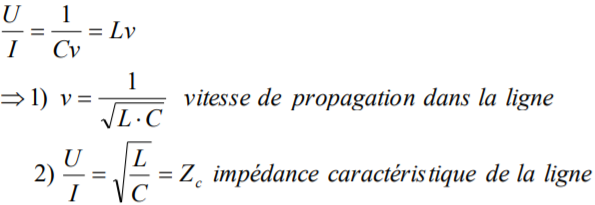 U/I = 1/Cv = Lv
⇒ 1) v = 1/√(L·C) vitesse de propagation dans la ligne
2) U/I = √(L/C) = Z_c impédance caractéristique de la ligne